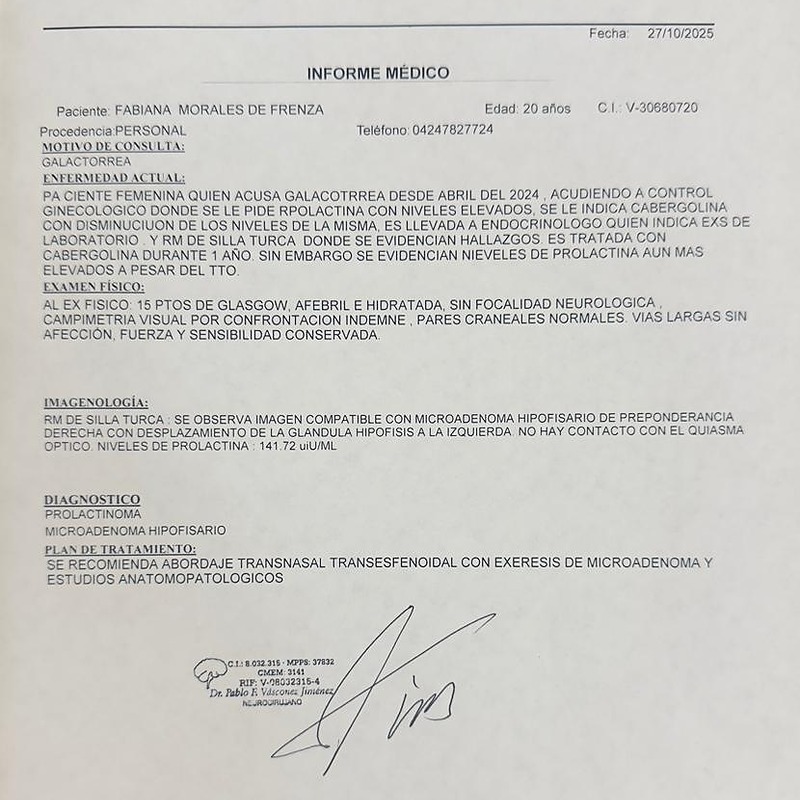 Fecha: 27/10/2025
INFORME MÉDICO
Paciente: FABIANA MORALES DE FRENZA Edad: 20 años C.I.: V-30680720
Procedencia:PERSONAL Teléfono: 04247827724
MOTIVO DE CONSULTA:
GALACTORREA
ENFERMEDAD ACTUAL:
PA CIENTE FEMENINA QUIEN ACUSA GALACOTRREA DESDE ABRIL DEL 2024 , ACUDIENDO A CONTROL
GINECOLOGICO DONDE SE LE PIDE RPOLACTINA CON NIVELES ELEVADOS, SE LE INDICA CABERGOLINA
CON DISMINUCIUON DE LOS NIVELES DE LA MISMA, ES LLEVADA A ENDOCRINOLOGO QUIEN INDICA EXS DE
LABORATORIO . Y RM DE SILLA TURCA DONDE SE EVIDENCIAN HALLAZGOS. ES TRATADA CON
CABERGOLINA DURANTE 1 AÑO. SIN EMBARGO SE EVIDENCIAN NIEVELES DE PROLACTINA AUN MAS
ELEVADOS A PESAR DEL TTO.
EXAMEN FÍSICO:
AL EX FISICO: 15 PTOS DE GLASGOW, AFEBRIL E HIDRATADA, SIN FOCALIDAD NEUROLOGICA ,
CAMPIMETRIA VISUAL POR CONFRONTACION INDEMNE , PARES CRANEALES NORMALES. VIAS LARGAS SIN
AFECCIÓN, FUERZA Y SENSIBILIDAD CONSERVADA.
IMAGENOLOGÍA:
RM DE SILLA TURCA : SE OBSERVA IMAGEN COMPATIBLE CON MICROADENOMA HIPOFISARIO DE PREPONDERANCIA
DERECHA CON DESPLAZAMIENTO DE LA GLANDULA HIPOFISIS A LA IZQUIERDA. NO HAY CONTACTO CON EL QUIASMA
OPTICO. NIVELES DE PROLACTINA : 141.72 uiU/ML
DIAGNOSTICO
PROLACTINOMA
MICROADENOMA HIPOFISARIO
PLAN DE TRATAMIENTO:
SE RECOMIENDA ABORDAJE TRANSNASAL TRANSESFENOIDAL CON EXERESIS DE MICROADENOMA Y
ESTUDIOS ANATOMOPATOLOGICOS
C.I.: 8.032.315 - MPPS: 37832
CMEM: 3141
RIF: V-08032315-4
Dr. Pablo F. Vásconez Jiménez
NEUROCIRUJANO